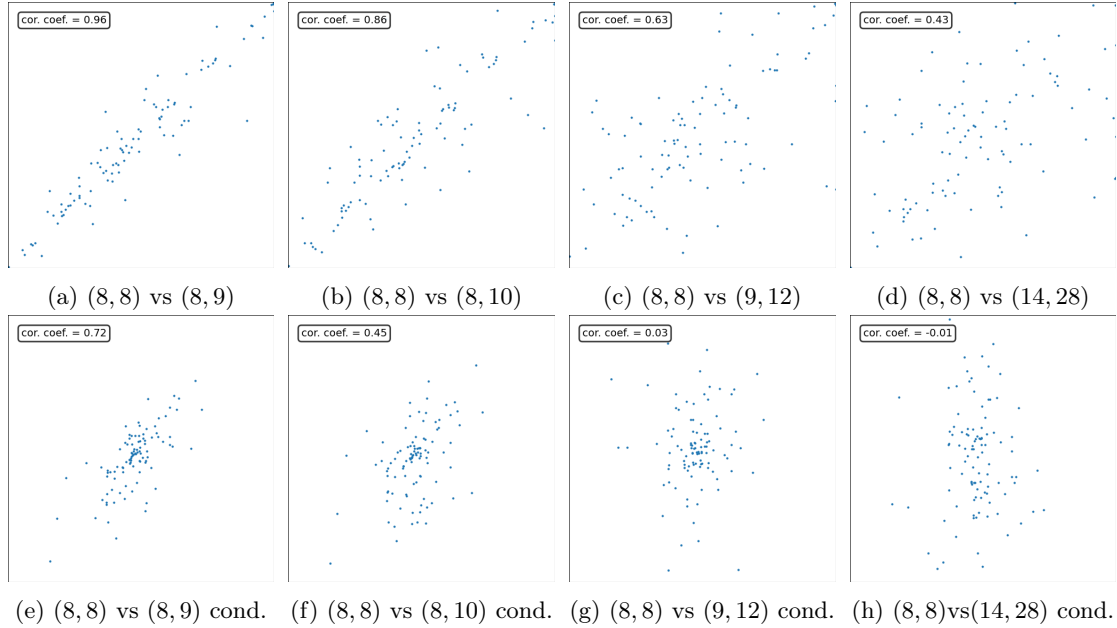 cor. coef. = 0.96
cor. coef. = 0.86
cor. coef. = 0.63
cor. coef. = 0.43
(a) (8, 8) vs (8, 9)
(b) (8, 8) vs (8, 10)
(c) (8, 8) vs (9, 12)
(d) (8, 8) vs (14, 28)
cor. coef. = 0.72
cor. coef. = 0.45
cor. coef. = 0.03
cor. coef. = -0.01
(e) (8, 8) vs (8, 9) cond.
(f) (8, 8) vs (8, 10) cond.
(g) (8, 8) vs (9, 12) cond.
(h) (8, 8)vs(14, 28) cond.